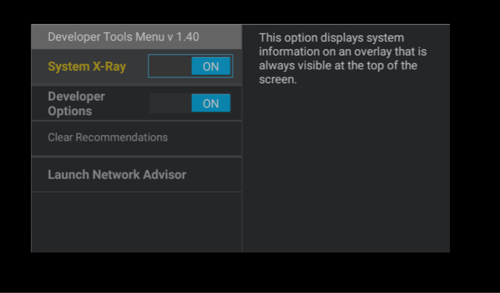 Developer Tools Menu v 1.40
System X-Ray
ON
Developer
Options
ON
Clear Recommendations
Launch Network Advisor
This option displays system
information on an overlay that is
always visible at the top of the
screen.